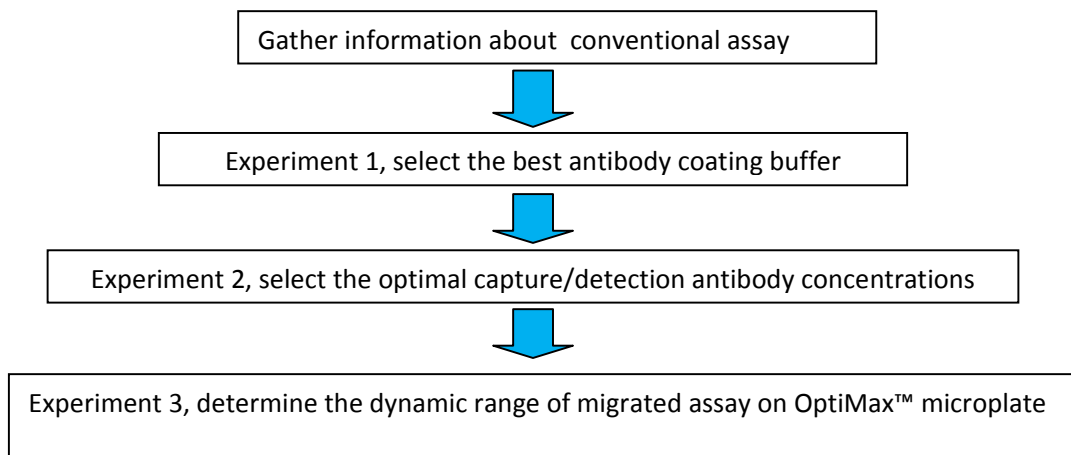 Gather information about conventional assay
Experiment 1, select the best antibody coating buffer
Experiment 2, select the optimal capture/detection antibody concentrations
Experiment 3, determine the dynamic range of migrated assay on OptiMax™ microplate